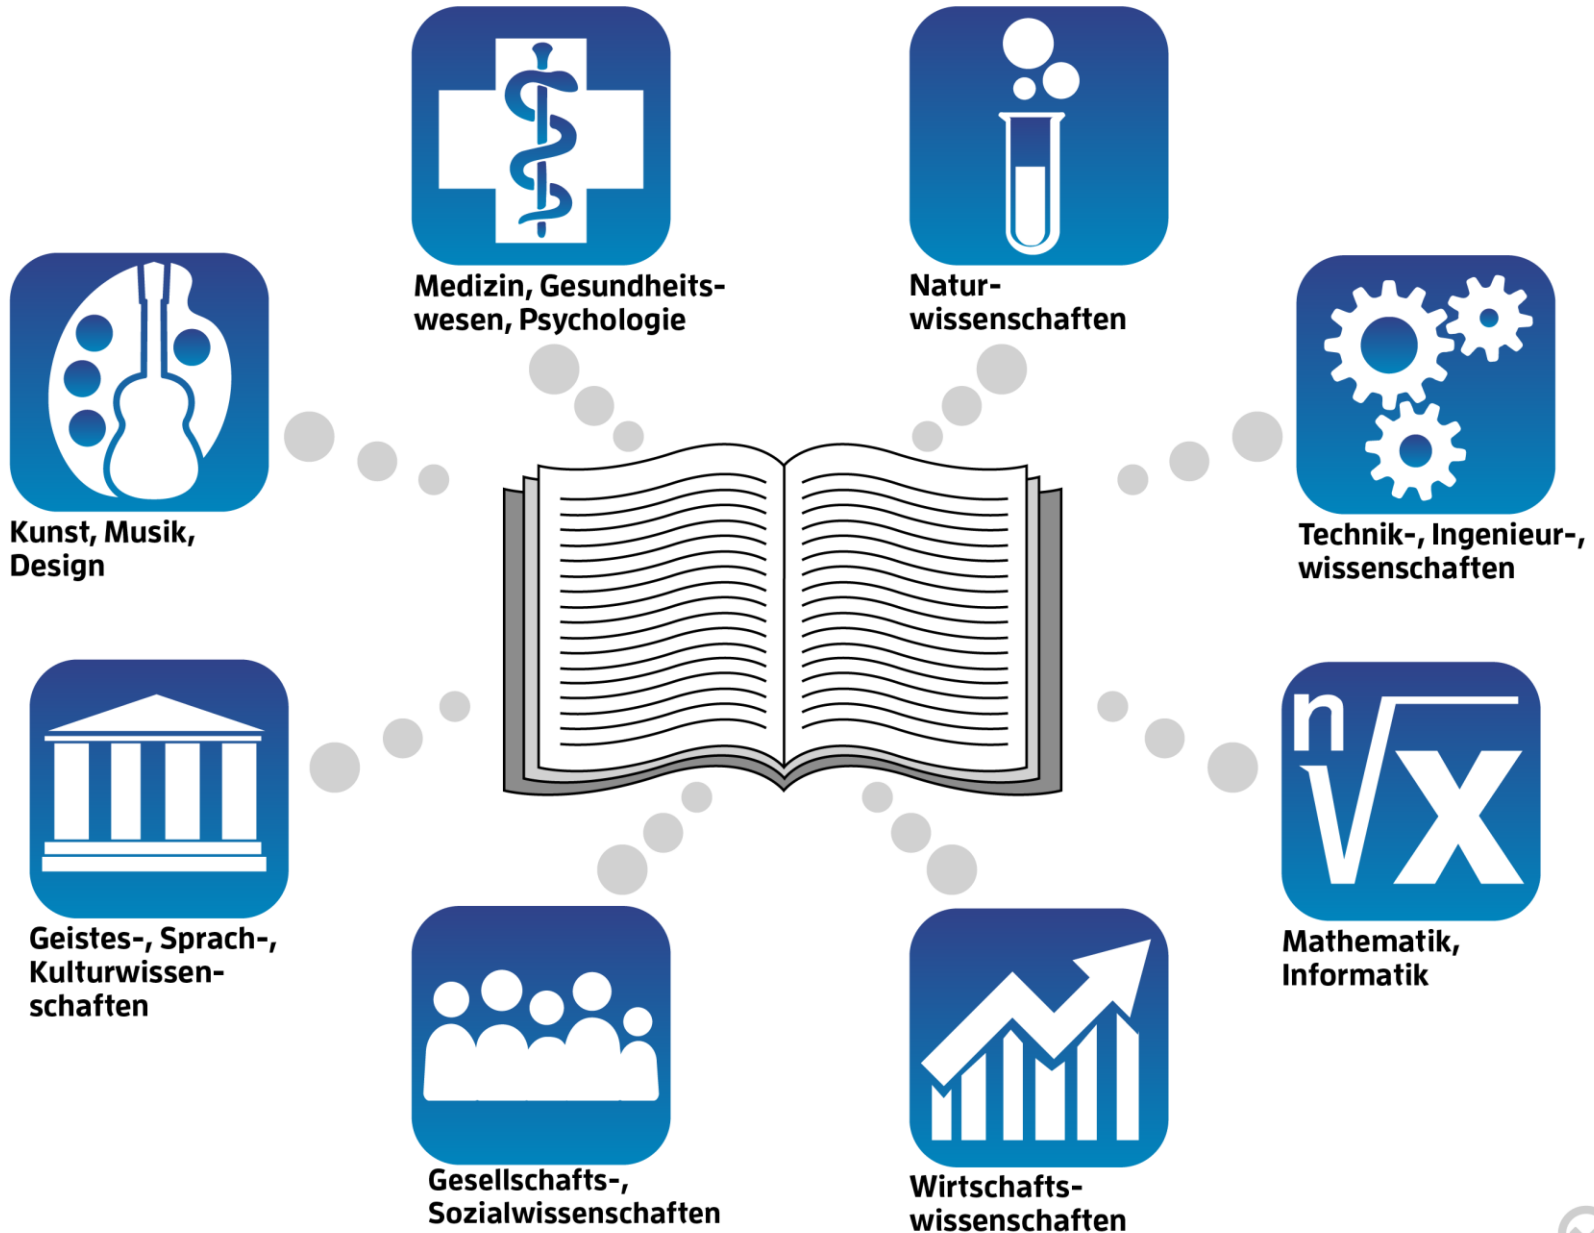 Medizin, Gesundheits-
wesen, Psychologie
Natur-
wissenschaften
Kunst, Musik,
Design
Technik-, Ingenieur-,
wissenschaften
n
√x
Geistes-, Sprach-,
Kulturwissen-
schaften
Mathematik,
Informatik
Gesellschafts-,
Sozialwissenschaften
Wirtschafts-
wissenschaften